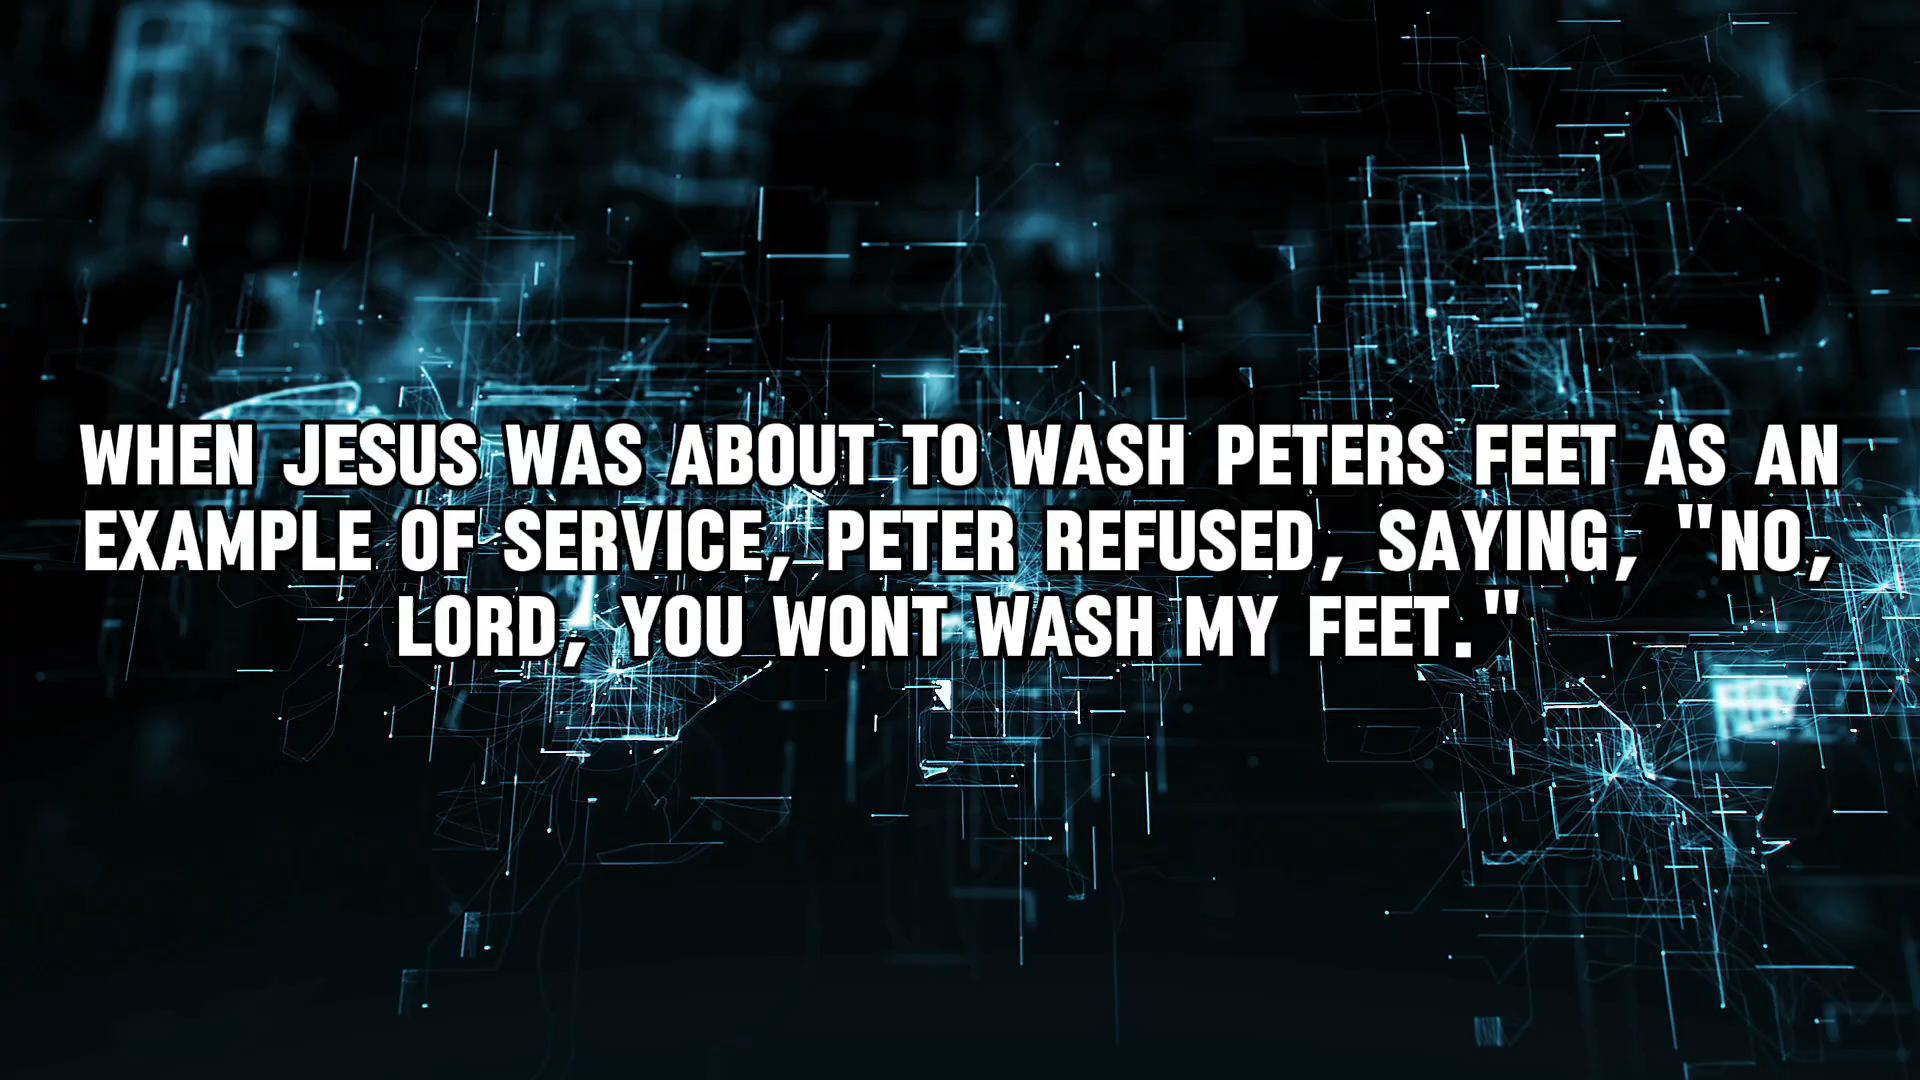 WHEN JESUS WAS ABOUT TO WASH PETERS FEET AS AN
EXAMPLE OF SERVICE, PETER REFUSED, SAYING, "NO,
LORD, YOU WONT WASH MY FEET."